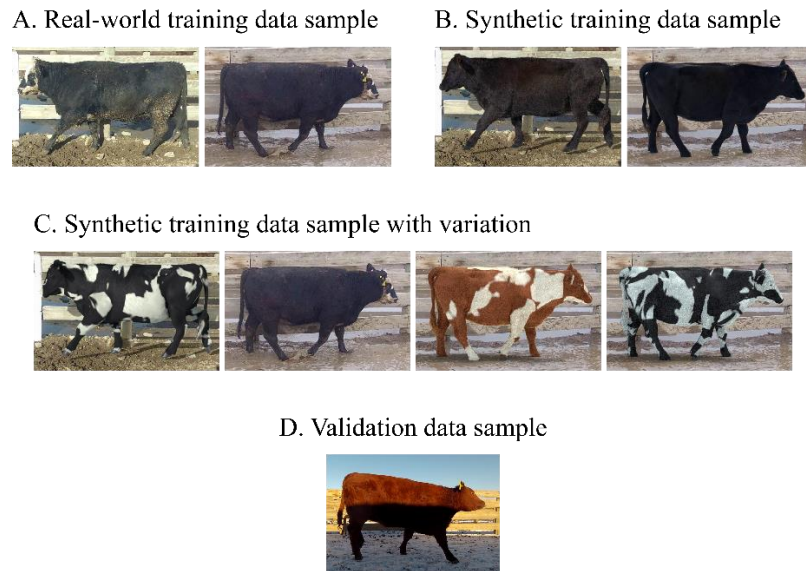 A. Real-world training data sample
B. Synthetic training data sample
C. Synthetic training data sample with variation
D. Validation data sample